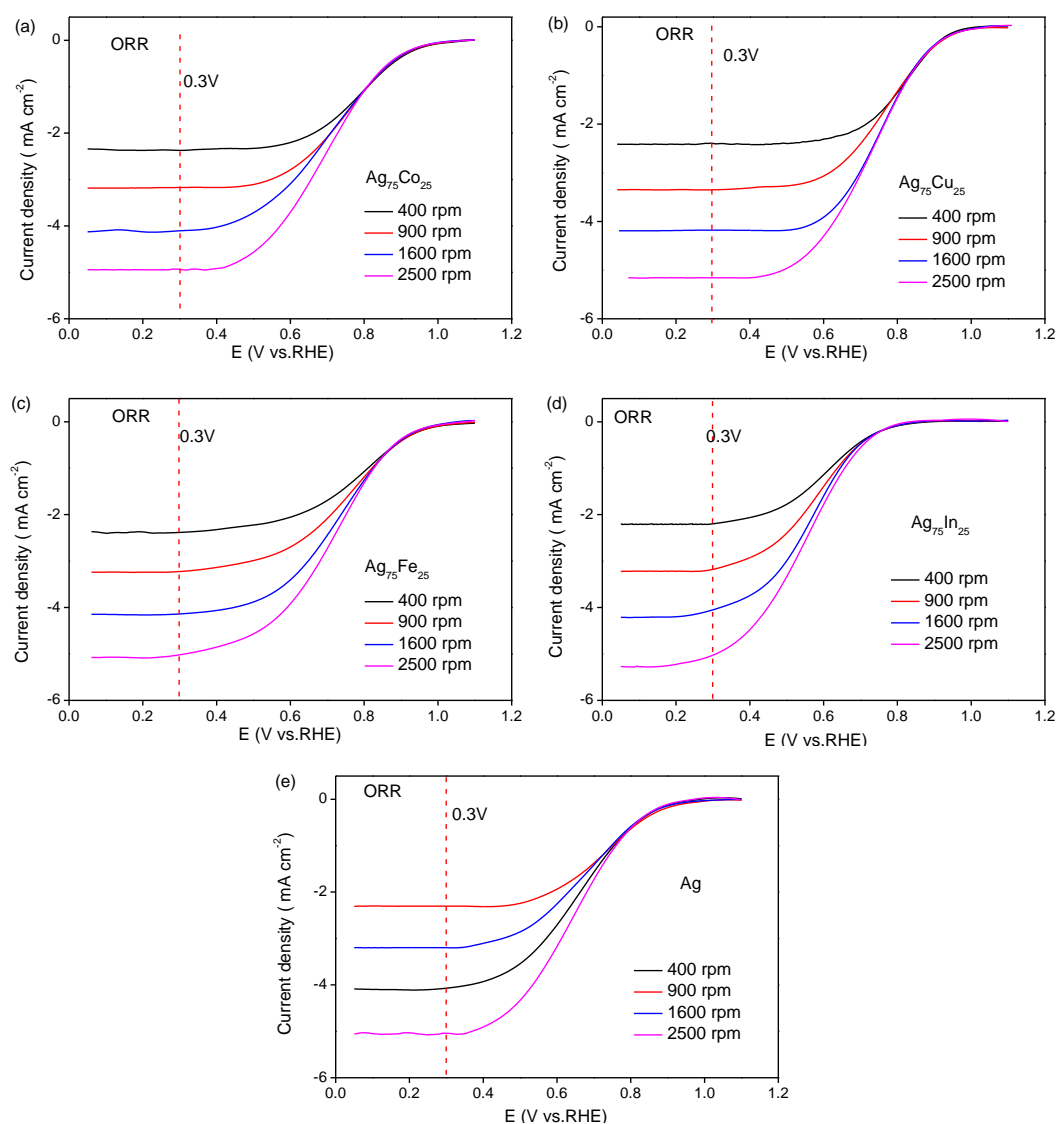 (a)
ORR
0.3V
Ag75Co25
400 rpm
900 rpm
1600 rpm
2500 rpm
Current density ( mA cm-2)
0
-2
-4
-6
0.0 0.2 0.4 0.6 0.8 1.0 1.2
E (V vs.RHE)
(b)
ORR
0.3V
Ag75Cu25
400 rpm
900 rpm
1600 rpm
2500 rpm
Current density ( mA cm-2)
0
-2
-4
-6
0.0 0.2 0.4 0.6 0.8 1.0 1.2
E (V vs.RHE)
(c)
ORR
0.3V
Ag75Fe25
400 rpm
900 rpm
1600 rpm
2500 rpm
Current density ( mA cm-2)
0
-2
-4
-6
0.0 0.2 0.4 0.6 0.8 1.0 1.2
E (V vs.RHE)
(d)
ORR
0.3V
Ag75In25
400 rpm
900 rpm
1600 rpm
2500 rpm
Current density ( mA cm-2)
0
-2
-4
-6
0.0 0.2 0.4 0.6 0.8 1.0 1.2
E (V vs.RHE)
(e)
ORR
0.3V
Ag
400 rpm
900 rpm
1600 rpm
2500 rpm
Current density ( mA cm-2)
0
-2
-4
-6
0.0 0.2 0.4 0.6 0.8 1.0 1.2
E (V vs.RHE)